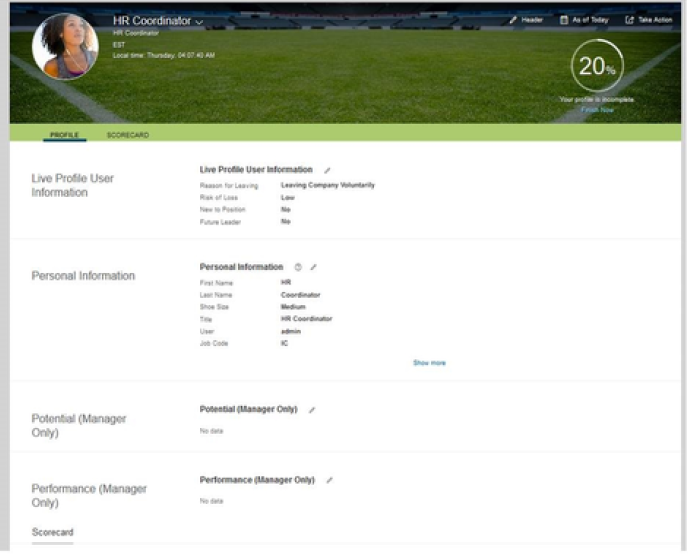 HR Coordinator
HR Coordinator
EST
Local time: Thursday, 04:07:40 AM
Header
As of Today
Take Action
20%
Your profile is incomplete.
Finish Now
PROFILE
SCORECARD
Live Profile User
Information
Live Profile User Information
Reason for Leaving Leaving Company Voluntarily
Risk of Loss Low
New to Position No
Future Leader No
Personal Information
Personal Information
First Name HR
Last Name Coordinator
Shoe Size Medium
Title HR Coordinator
User admin
Job Code IC
Show more
Potential (Manager
Only)
Potential (Manager Only)
No data
Performance (Manager
Only)
Performance (Manager Only)
No data
Scorecard